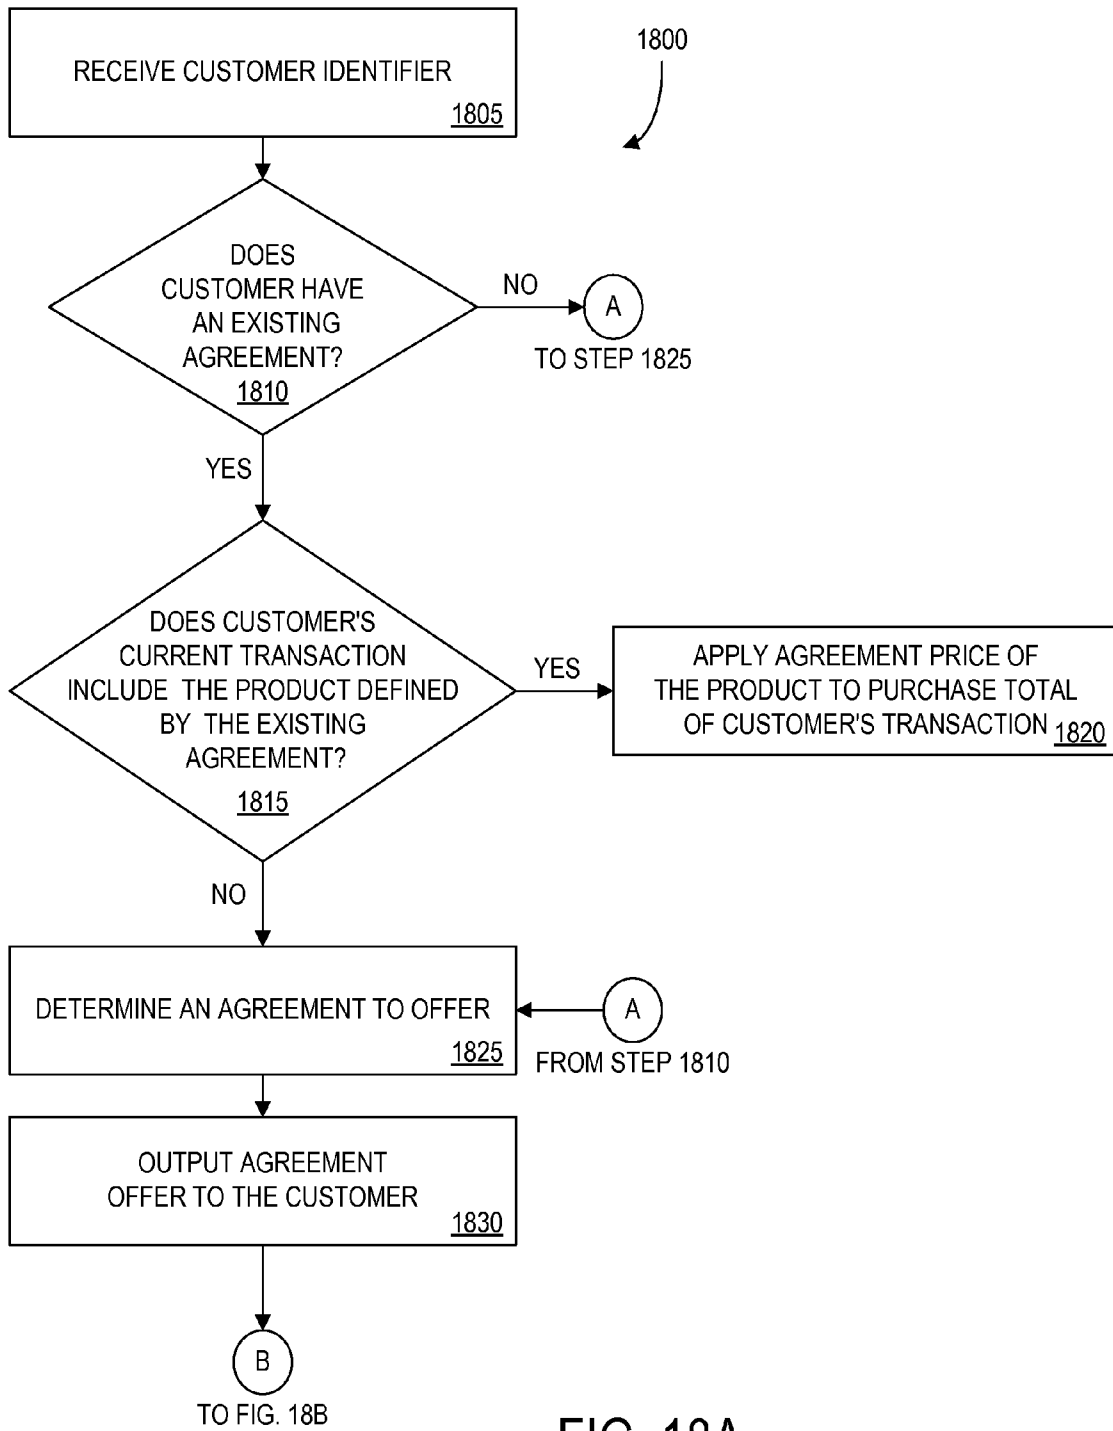 1800
RECEIVE CUSTOMER IDENTIFIER
1805
DOES
CUSTOMER HAVE
AN EXISTING
AGREEMENT?
1810
NO
A
TO STEP 1825
YES
DOES CUSTOMER'S
CURRENT TRANSACTION
INCLUDE THE PRODUCT DEFINED
BY THE EXISTING
AGREEMENT?
1815
YES
APPLY AGREEMENT PRICE OF
THE PRODUCT TO PURCHASE TOTAL
OF CUSTOMER'S TRANSACTION
1820
NO
DETERMINE AN AGREEMENT TO OFFER
1825
A
FROM STEP 1810
OUTPUT AGREEMENT
OFFER TO THE CUSTOMER
1830
B
TO FIG. 18B
FIG. 18A